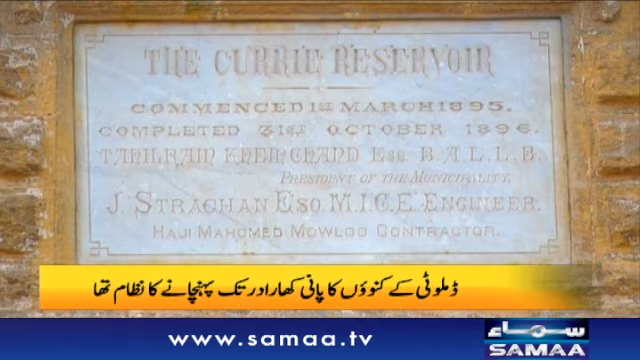 THE CURRIE RESERVOIR
COMMENCED 1ST MARCH 1895.
COMPLETED 31ST OCTOBER 1896.
TAHILRAM KHEMCHAND ESQ. B.A.L.L.B.
PRESIDENT OF THE MUNICIPALITY.
J. STRACHAN ESQ. M.I.C.E. ENGINEER.
HAJI MAHOMED MOWLOO CONTRACTOR.
ڈملوٹی کے کنوؤں کا پانی کھارادر تک پہنچانے کا نظام تھا
www.samaa.tv
سماء
SAMAA